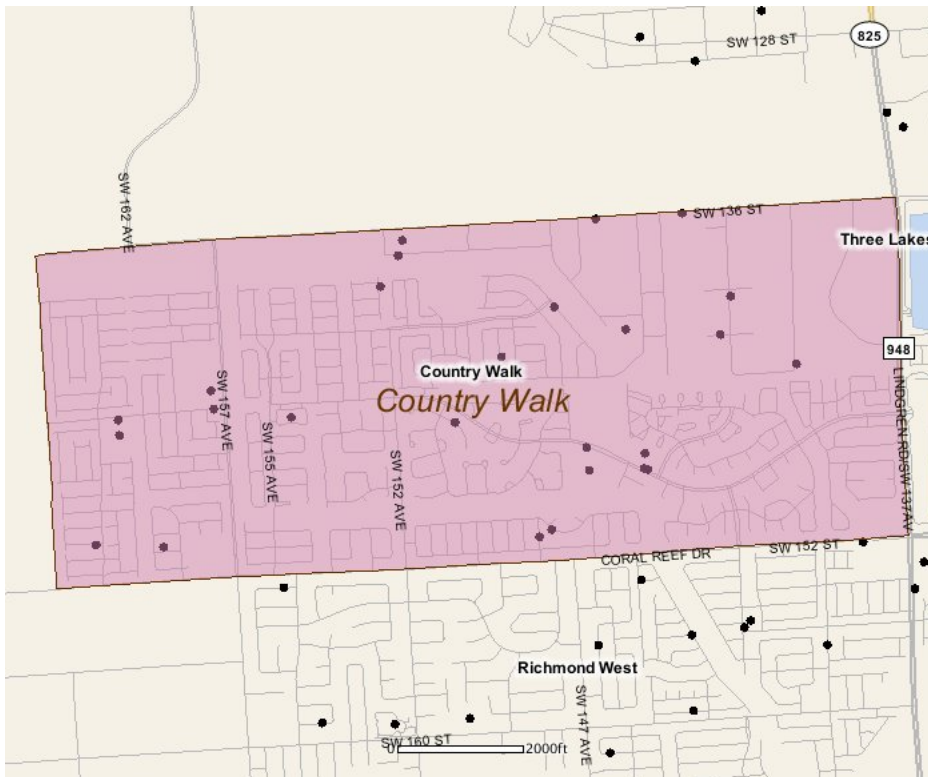 825
SW 128 ST
SW 162 AVE
SW 136 ST
Three Lakes
948
Country Walk
Country Walk
SW 157 AVE
SW 155 AVE
SW 152 AVE
LINDGREN RD/SW 137AV
SW 152 ST
CORAL REEF DR
Richmond West
SW 147 AVE
SW 160 ST
0
2000ft